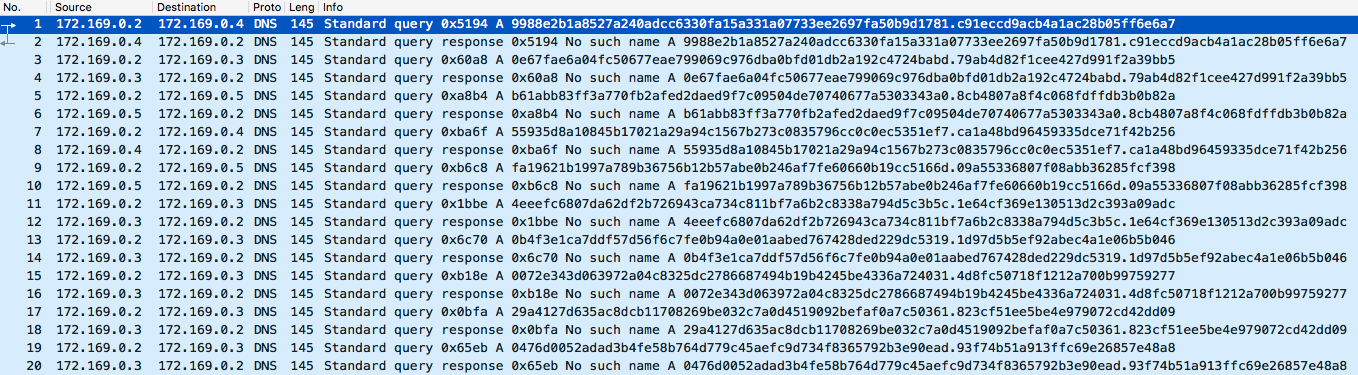 No. Source Destination Proto Leng Info
1 172.169.0.2 172.169.0.4 DNS 145 Standard query 0x5194 A 9988e2b1a8527a240adcc6330fa15a331a07733ee2697fa50b9d1781.c91eccd9acb4a1ac28b05ff6e6a7
2 172.169.0.4 172.169.0.2 DNS 145 Standard query response 0x5194 No such name A 9988e2b1a8527a240adcc6330fa15a331a07733ee2697fa50b9d1781.c91eccd9acb4a1ac28b05ff6e6a7
3 172.169.0.2 172.169.0.3 DNS 145 Standard query 0x60a8 A 0e67fae6a04fc50677eae799069c976dba0bfd01db2a192c4724babd.79ab4d82f1cee427d991f2a39bb5
4 172.169.0.3 172.169.0.2 DNS 145 Standard query response 0x60a8 No such name A 0e67fae6a04fc50677eae799069c976dba0bfd01db2a192c4724babd.79ab4d82f1cee427d991f2a39bb5
5 172.169.0.2 172.169.0.5 DNS 145 Standard query 0xa8b4 A b61abb83ff3a770fb2afed2daed9f7c09504de70740677a5303343a0.8cb4807a8f4c068fdffdb3b0b82a
6 172.169.0.5 172.169.0.2 DNS 145 Standard query response 0xa8b4 No such name A b61abb83ff3a770fb2afed2daed9f7c09504de70740677a5303343a0.8cb4807a8f4c068fdffdb3b0b82a
7 172.169.0.2 172.169.0.4 DNS 145 Standard query 0xba6f A 55935d8a10845b17021a29a94c1567b273c0835796cc0c0ec5351ef7.ca1a48bd96459335dce71f42b256
8 172.169.0.4 172.169.0.2 DNS 145 Standard query response 0xba6f No such name A 55935d8a10845b17021a29a94c1567b273c0835796cc0c0ec5351ef7.ca1a48bd96459335dce71f42b256
9 172.169.0.2 172.169.0.5 DNS 145 Standard query 0xb6c8 A fa19621b1997a789b36756b12b57abe0b246af7fe60660b19cc5166d.09a55336807f08abb36285fcf398
10 172.169.0.5 172.169.0.2 DNS 145 Standard query response 0xb6c8 No such name A fa19621b1997a789b36756b12b57abe0b246af7fe60660b19cc5166d.09a55336807f08abb36285fcf398
11 172.169.0.2 172.169.0.3 DNS 145 Standard query 0x1bbe A 4eeefc6807da62df2b726943ca734c811bf7a6b2c8338a794d5c3b5c.1e64cf369e130513d2c393a09adc
12 172.169.0.3 172.169.0.2 DNS 145 Standard query response 0x1bbe No such name A 4eeefc6807da62df2b726943ca734c811bf7a6b2c8338a794d5c3b5c.1e64cf369e130513d2c393a09adc
13 172.169.0.2 172.169.0.3 DNS 145 Standard query 0x6c70 A 0b4f3e1ca7ddf57d56f6c7fe0b94a0e01aabed767428ded229dc5319.1d97d5b5ef92abec4a1e06b5b046
14 172.169.0.3 172.169.0.2 DNS 145 Standard query response 0x6c70 No such name A 0b4f3e1ca7ddf57d56f6c7fe0b94a0e01aabed767428ded229dc5319.1d97d5b5ef92abec4a1e06b5b046
15 172.169.0.2 172.169.0.3 DNS 145 Standard query 0xb18e A 0072e343d063972a04c8325dc2786687494b19b4245be4336a724031.4d8fc50718f1212a700b99759277
16 172.169.0.3 172.169.0.2 DNS 145 Standard query response 0xb18e No such name A 0072e343d063972a04c8325dc2786687494b19b4245be4336a724031.4d8fc50718f1212a700b99759277
17 172.169.0.2 172.169.0.3 DNS 145 Standard query 0x0bfa A 29a4127d635ac8dcb11708269be032c7a0d4519092befaf0a7c50361.823cf51ee5be4e979072cd42dd09
18 172.169.0.3 172.169.0.2 DNS 145 Standard query response 0x0bfa No such name A 29a4127d635ac8dcb11708269be032c7a0d4519092befaf0a7c50361.823cf51ee5be4e979072cd42dd09
19 172.169.0.2 172.169.0.3 DNS 145 Standard query 0x65eb A 0476d0052adad3b4fe58b764d779c45aefc9d734f8365792b3e90ead.93f74b51a913ffc69e26857e48a8
20 172.169.0.3 172.169.0.2 DNS 145 Standard query response 0x65eb No such name A 0476d0052adad3b4fe58b764d779c45aefc9d734f8365792b3e90ead.93f74b51a913ffc69e26857e48a8